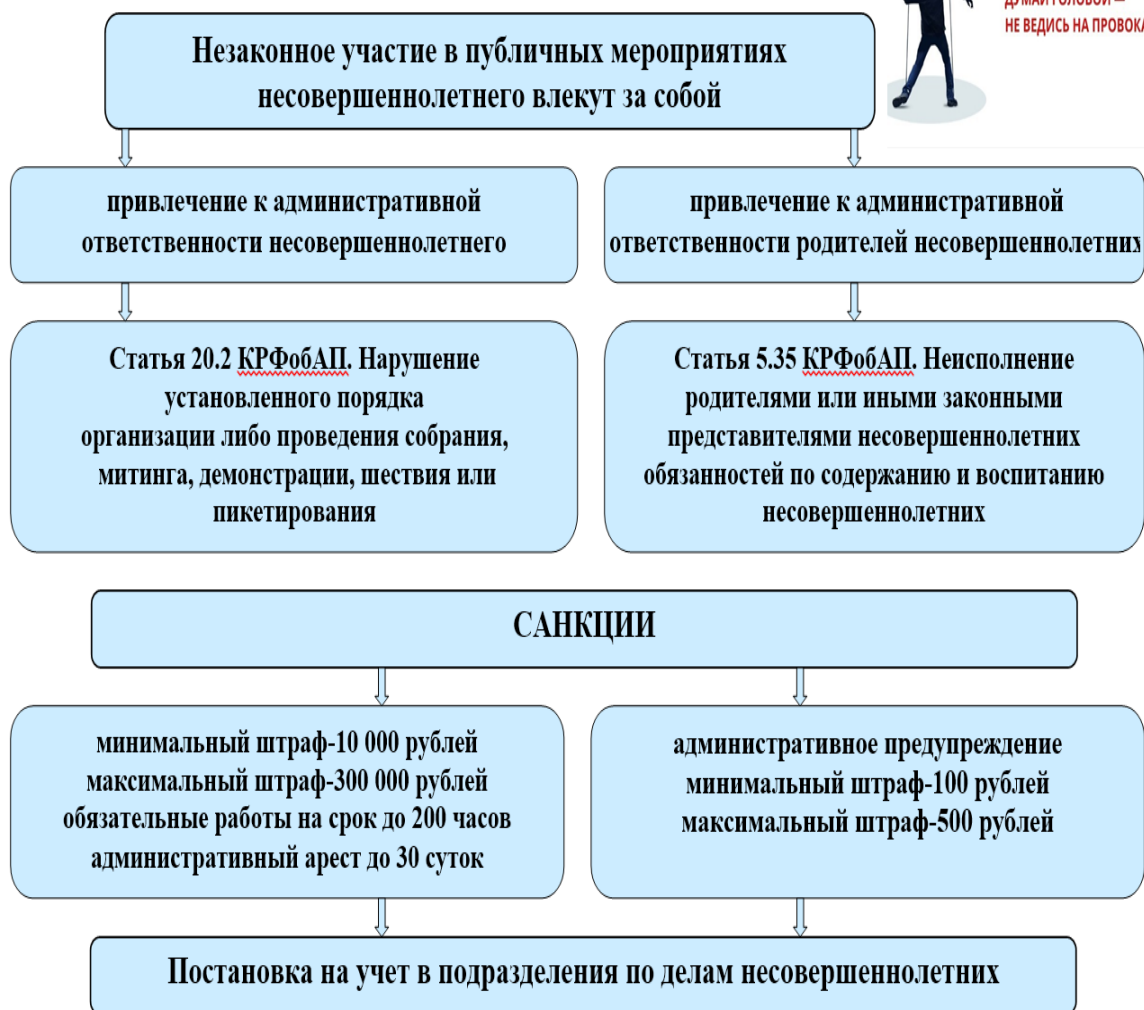 ДУМАЙ ГОЛОВОЙ —
НЕ ВЕДИСЬ НА ПРОВОКА
Незаконное участие в публичных мероприятиях
несовершеннолетнего влекут за собой
привлечение к административной
ответственности несовершеннолетнего
привлечение к административной
ответственности родителей несовершеннолетних
Статья 20.2 КРФобАП. Нарушение
установленного порядка
организации либо проведения собрания,
митинга, демонстрации, шествия или
пикетирования
Статья 5.35 КРФобАП. Неисполнение
родителями или иными законными
представителями несовершеннолетних
обязанностей по содержанию и воспитанию
несовершеннолетних
САНКЦИИ
минимальный штраф-10 000 рублей
максимальный штраф-300 000 рублей
обязательные работы на срок до 200 часов
административный арест до 30 суток
административное предупреждение
минимальный штраф-100 рублей
максимальный штраф-500 рублей
Постановка на учет в подразделения по делам несовершеннолетних